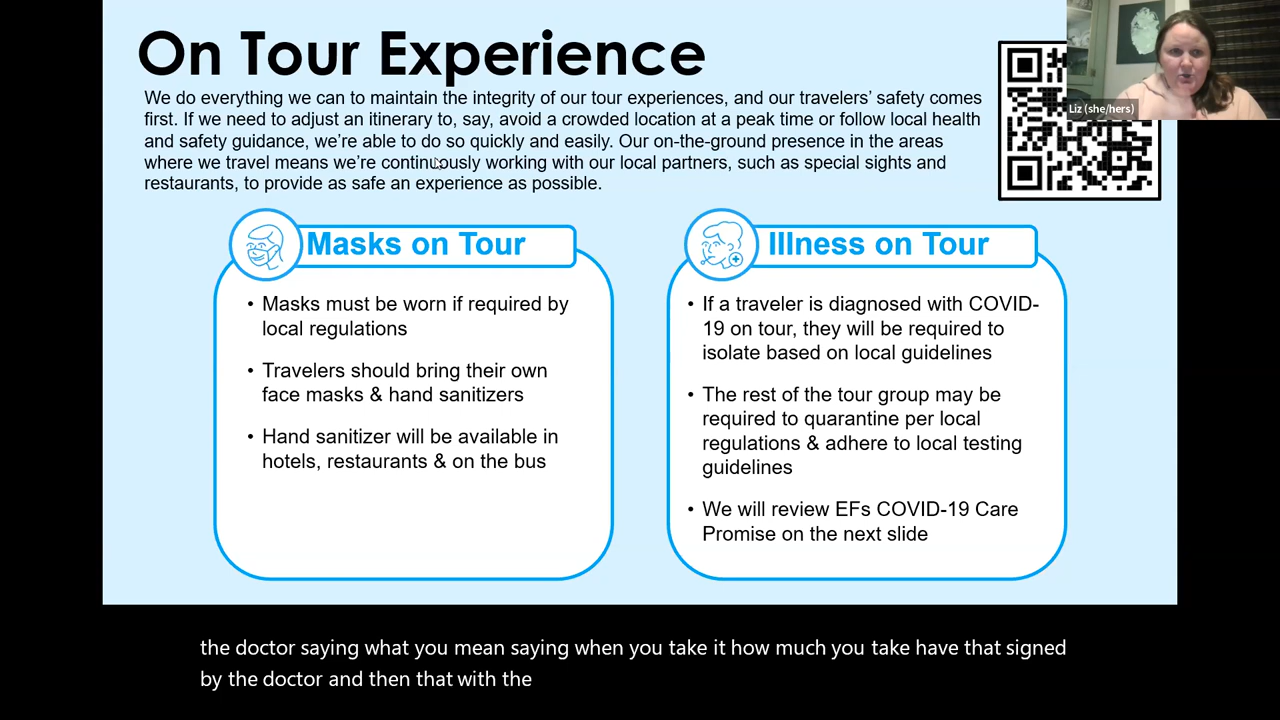 On Tour Experience
We do everything we can to maintain the integrity of our tour experiences, and our travelers’ safety comes
first. If we need to adjust an itinerary to, say, avoid a crowded location at a peak time or follow local health
and safety guidance, we’re able to do so quickly and easily. Our on-the-ground presence in the areas
where we travel means we’re continuously working with our local partners, such as special sights and
restaurants, to provide as safe an experience as possible.
Liz (she/hers)
Masks on Tour
• Masks must be worn if required by
local regulations
• Travelers should bring their own
face masks & hand sanitizers
• Hand sanitizer will be available in
hotels, restaurants & on the bus
Illness on Tour
• If a traveler is diagnosed with COVID-
19 on tour, they will be required to
isolate based on local guidelines
• The rest of the tour group may be
required to quarantine per local
regulations & adhere to local testing
guidelines
• We will review EFs COVID-19 Care
Promise on the next slide
the doctor saying what you mean saying when you take it how much you take have that signed
by the doctor and then that with the